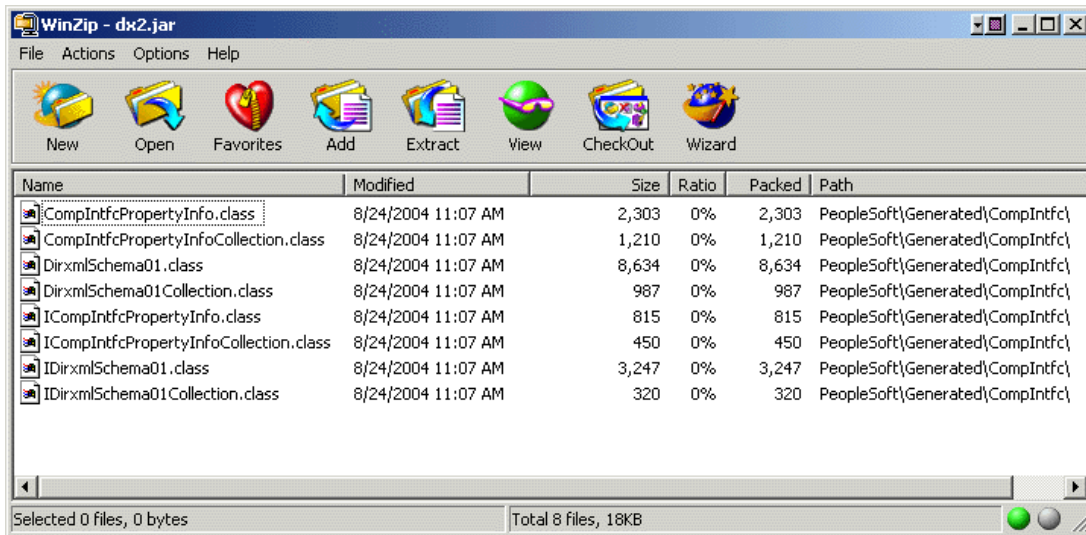 WinZip - dx2.jar
File Actions Options Help
New Open Favorites Add Extract View CheckOut Wizard
Name Modified Size Ratio Packed Path
CompIntfcPropertyInfo.class 8/24/2004 11:07 AM 2,303 0% 2,303 PeopleSoft\Generated\CompIntfc\
CompIntfcPropertyInfoCollection.class 8/24/2004 11:07 AM 1,210 0% 1,210 PeopleSoft\Generated\CompIntfc\
DirxmlSchema01.class 8/24/2004 11:07 AM 8,634 0% 8,634 PeopleSoft\Generated\CompIntfc\
DirxmlSchema01Collection.class 8/24/2004 11:07 AM 987 0% 987 PeopleSoft\Generated\CompIntfc\
ICompIntfcPropertyInfo.class 8/24/2004 11:07 AM 815 0% 815 PeopleSoft\Generated\CompIntfc\
ICompIntfcPropertyInfoCollection.class 8/24/2004 11:07 AM 450 0% 450 PeopleSoft\Generated\CompIntfc\
IDirxmlSchema01.class 8/24/2004 11:07 AM 3,247 0% 3,247 PeopleSoft\Generated\CompIntfc\
IDirxmlSchema01Collection.class 8/24/2004 11:07 AM 320 0% 320 PeopleSoft\Generated\CompIntfc\
Selected 0 files, 0 bytes Total 8 files, 18KB